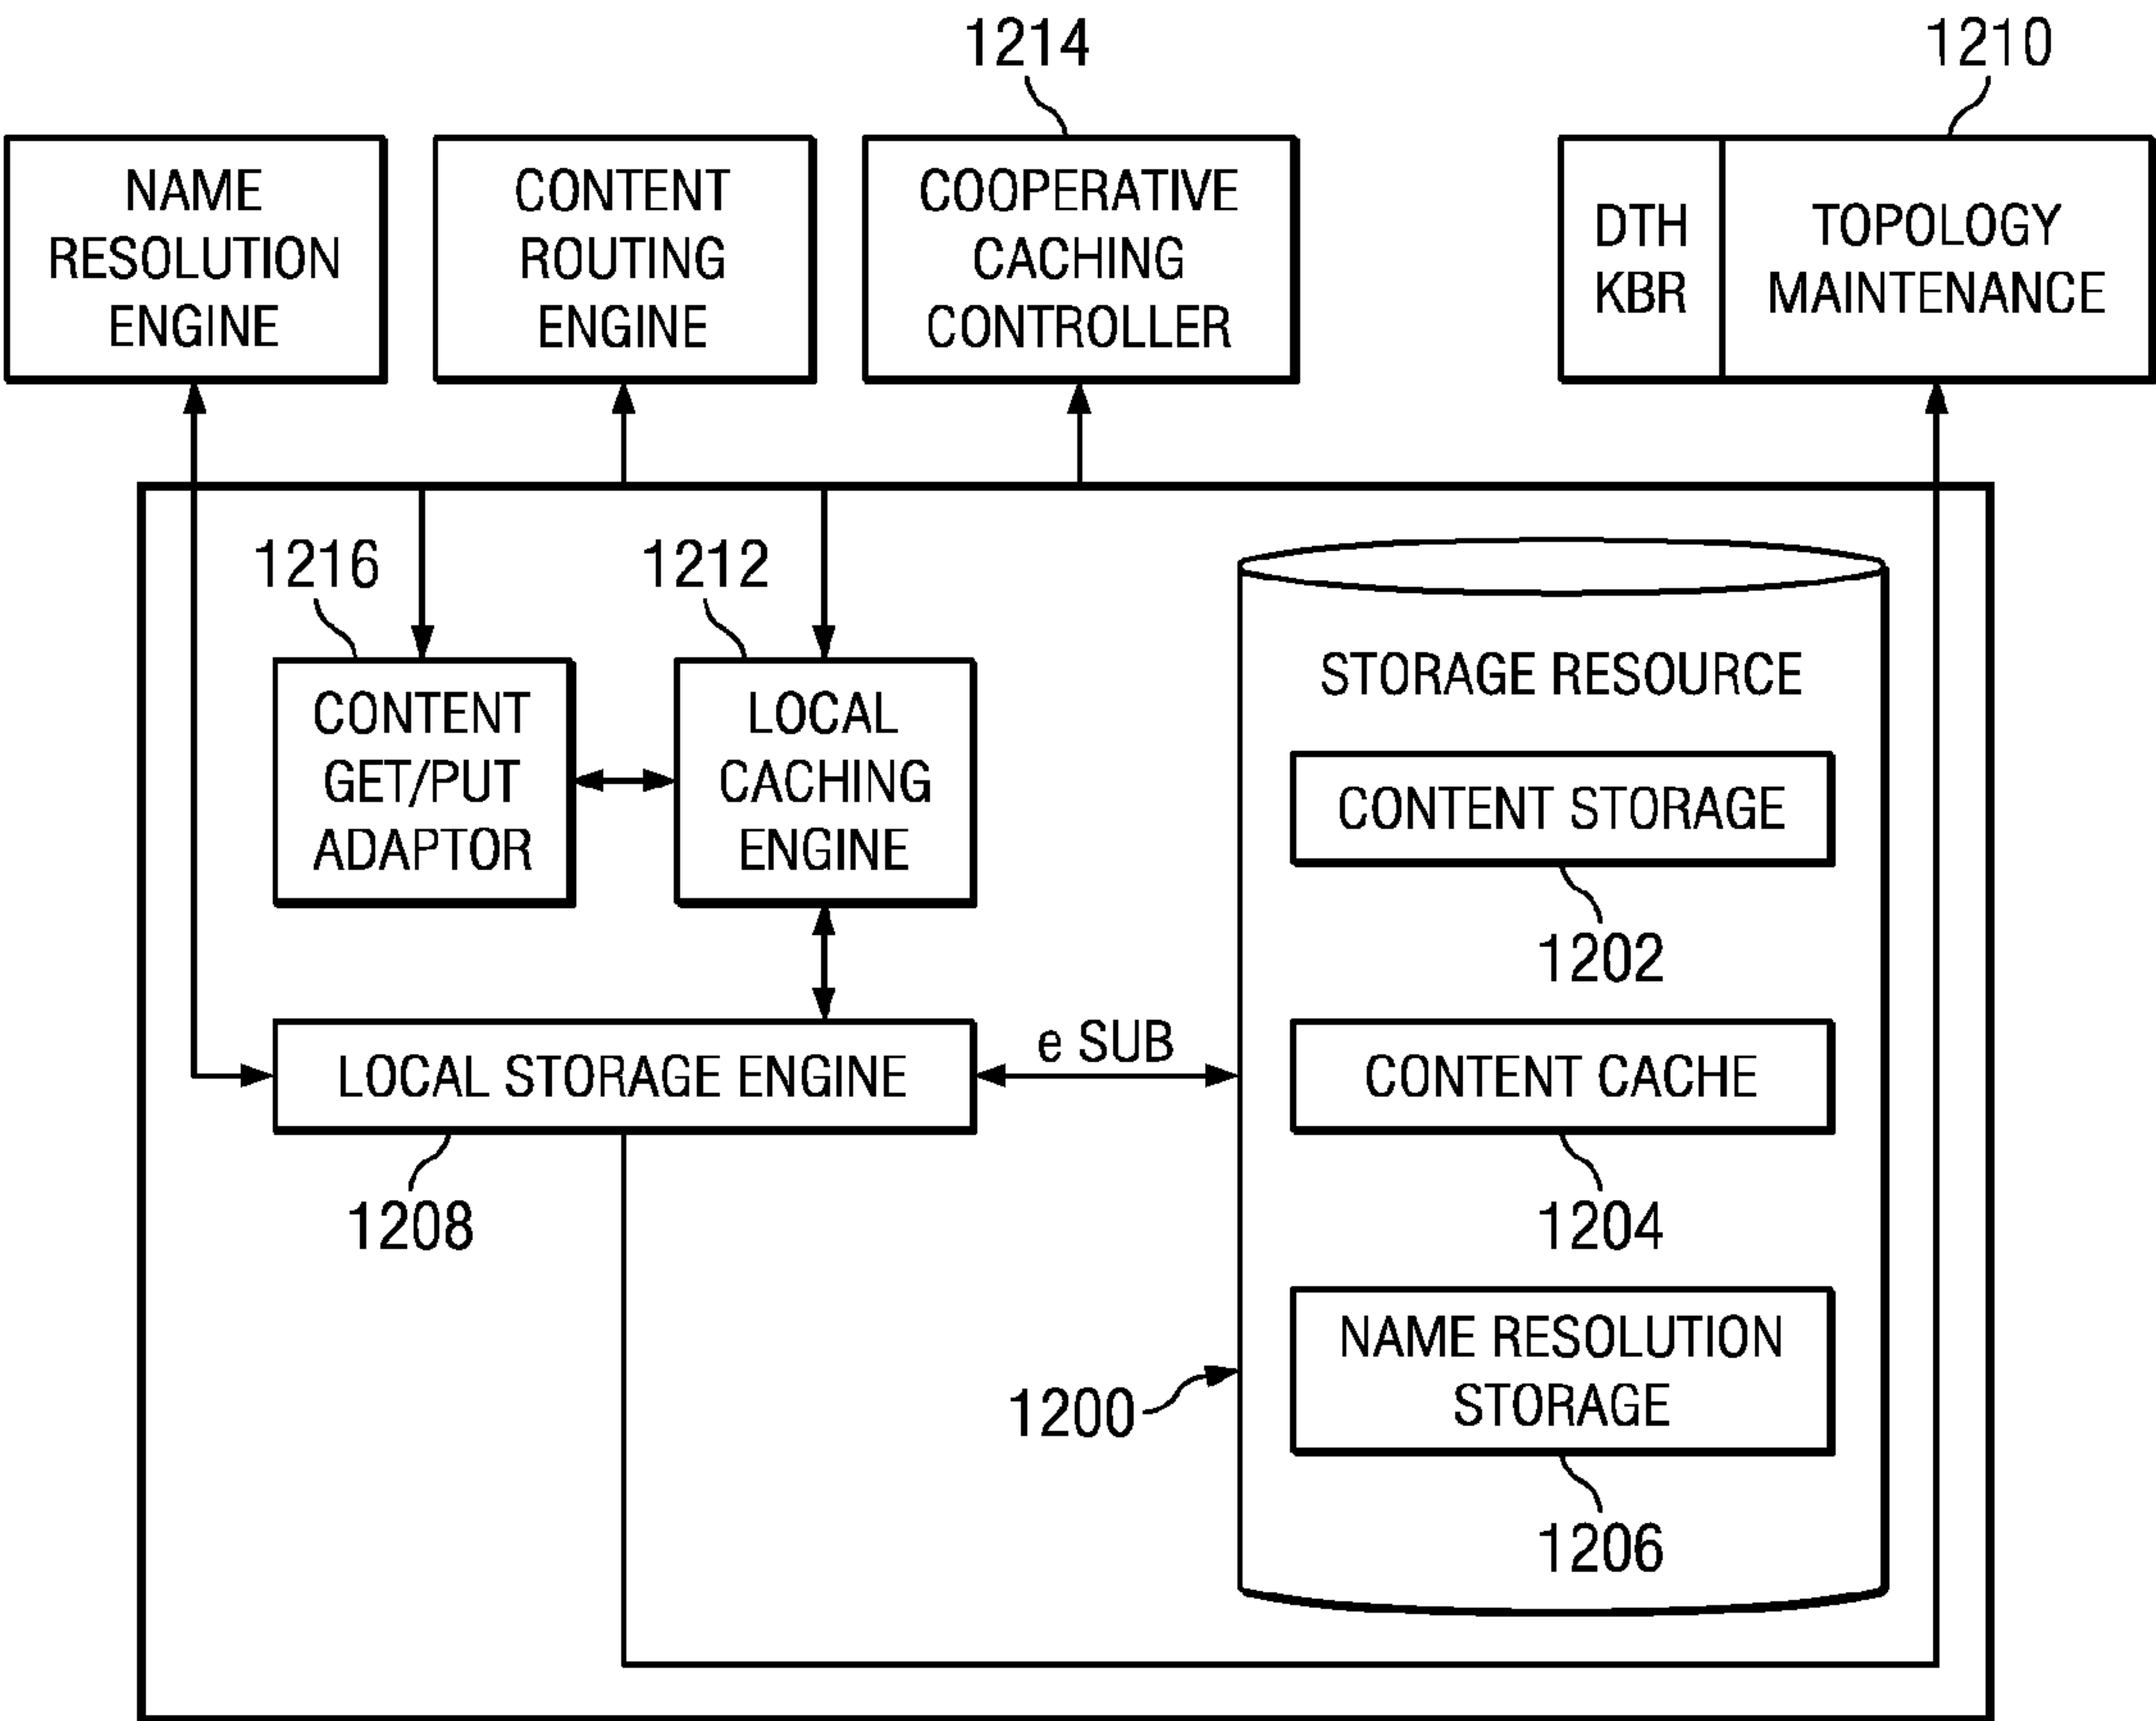 1214
1210
NAME
RESOLUTION
ENGINE
CONTENT
ROUTING
ENGINE
COOPERATIVE
CACHING
CONTROLLER
DTH
KBR
TOPOLOGY
MAINTENANCE
1216
1212
CONTENT
GET/PUT
ADAPTOR
LOCAL
CACHING
ENGINE
STORAGE RESOURCE
CONTENT STORAGE
1202
LOCAL STORAGE ENGINE
e SUB
CONTENT CACHE
1208
1204
NAME RESOLUTION
STORAGE
1200
1206